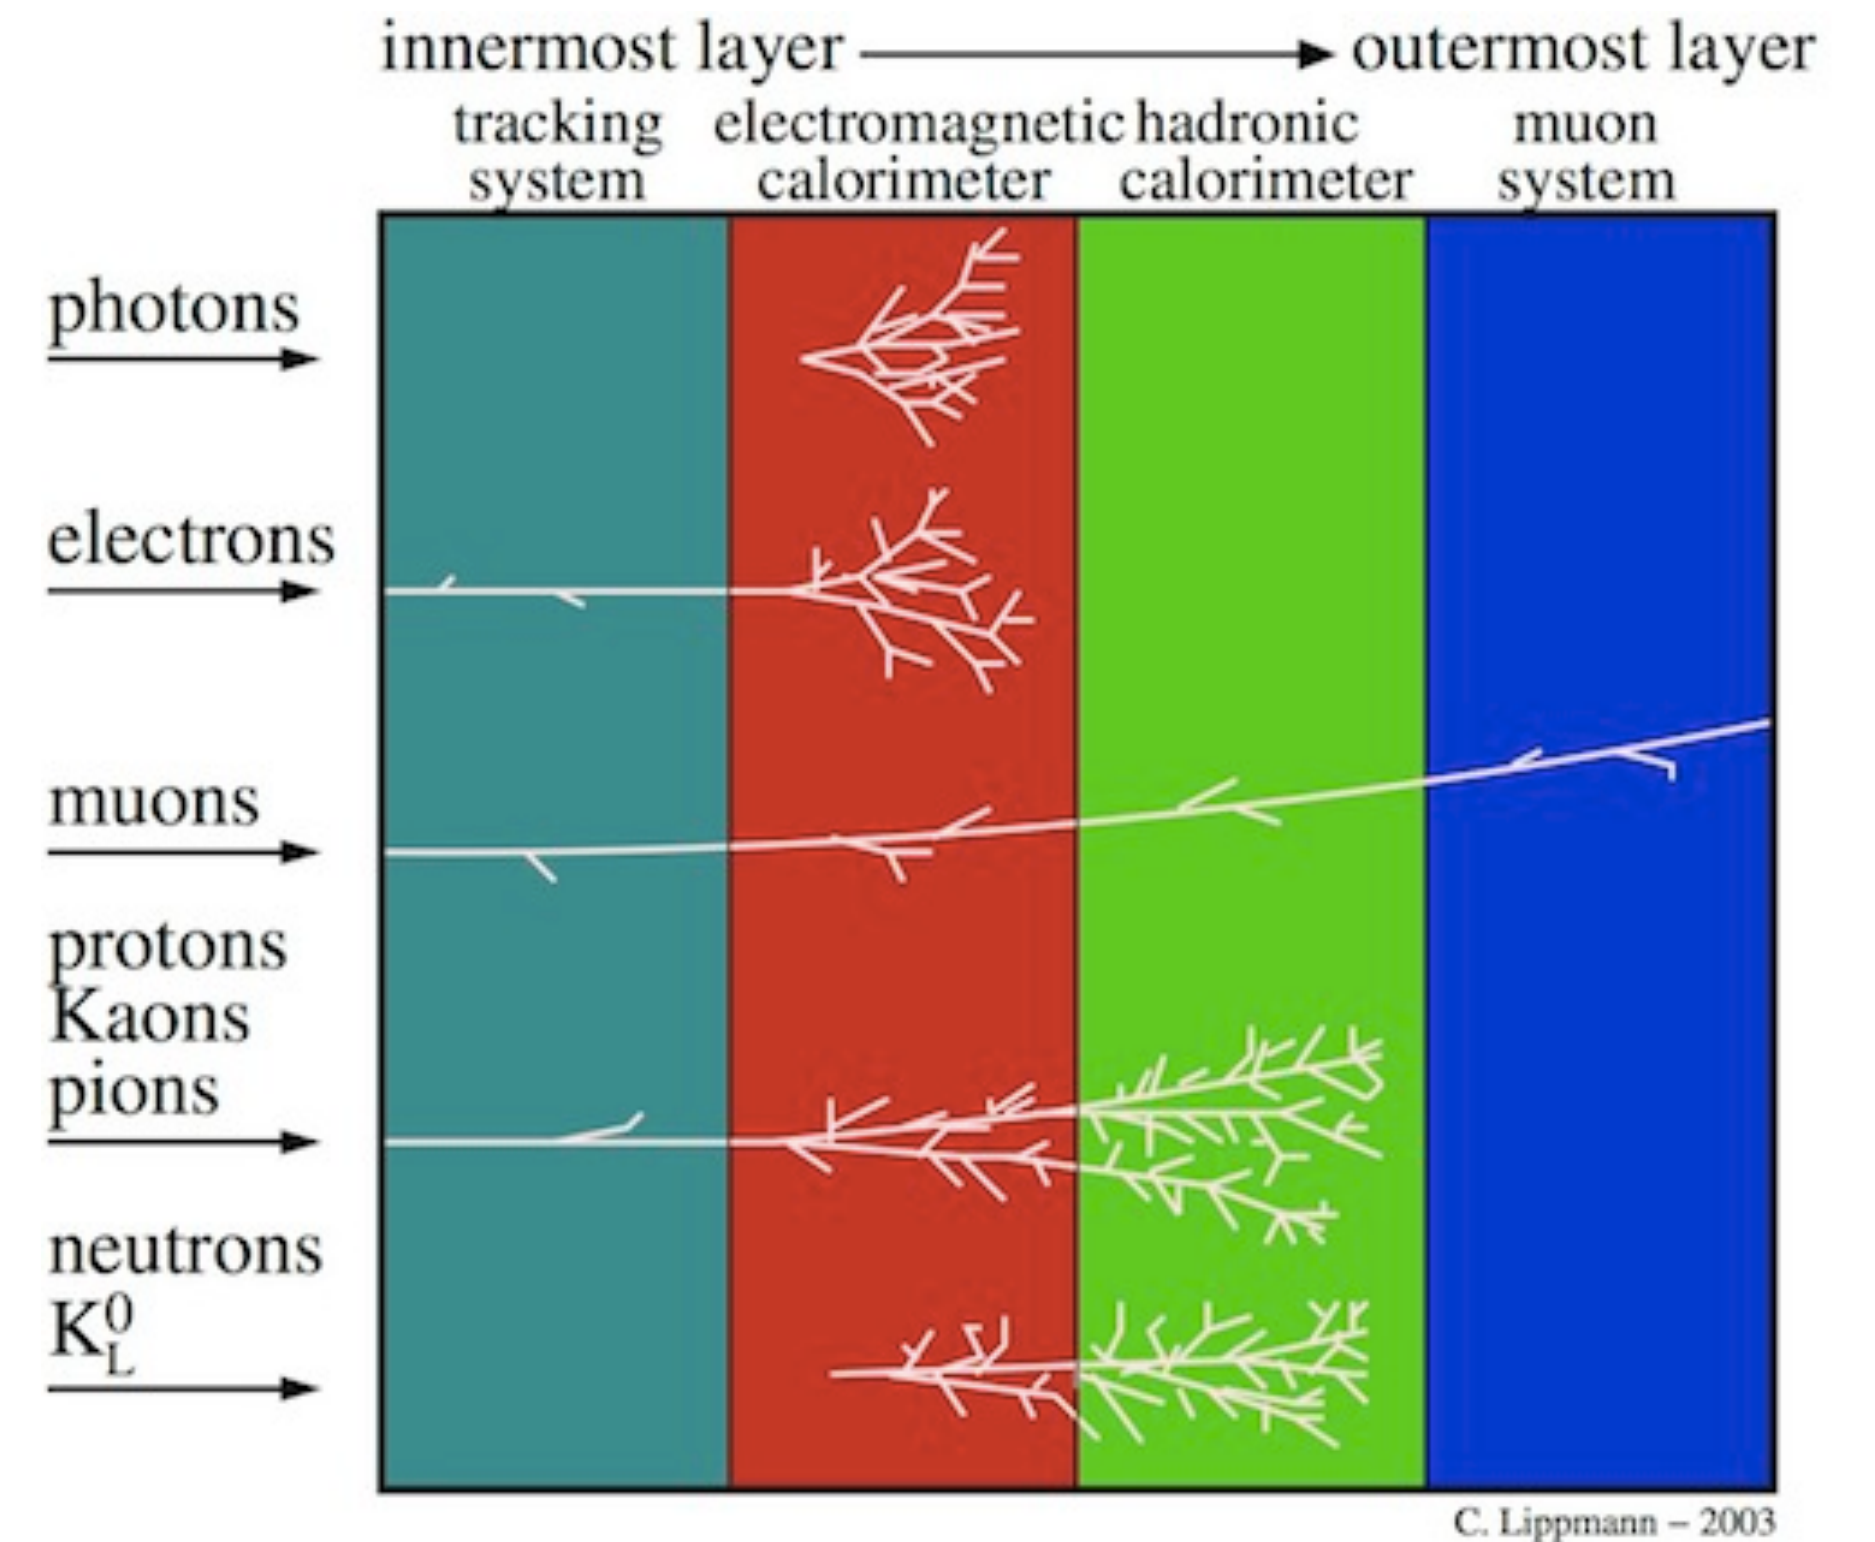 innermost layer outermost layer
tracking electromagnetic hadronic muon
system calorimeter calorimeter system
photons
electrons
muons
protons
Kaons
pions
neutrons
K⁰_L
C. Lippmann – 2003